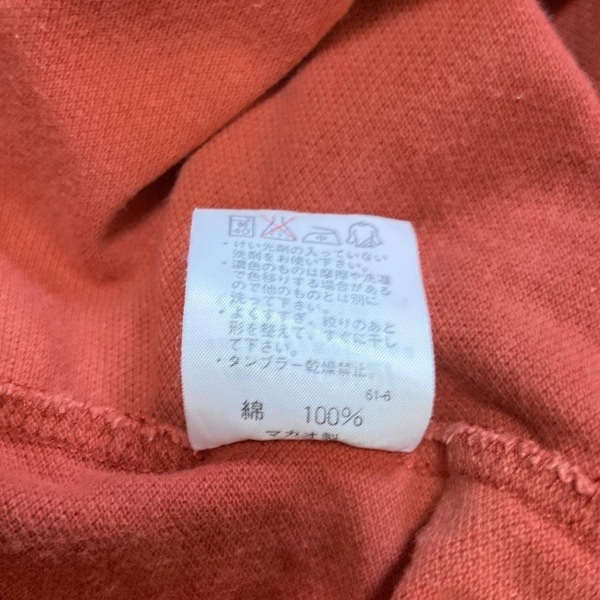 ・けい光剤の入っていない
洗剤をお使い下さい。
・濃色のものは摩擦や洗濯
で色移りする場合がある
ので他のものとは別に
洗って下さい。
・よくすすぎ、絞りのあと
形を整えて、すぐに干し
て下さい。
・タンブラー乾燥禁止。
61-6
綿 100%
マカオ製